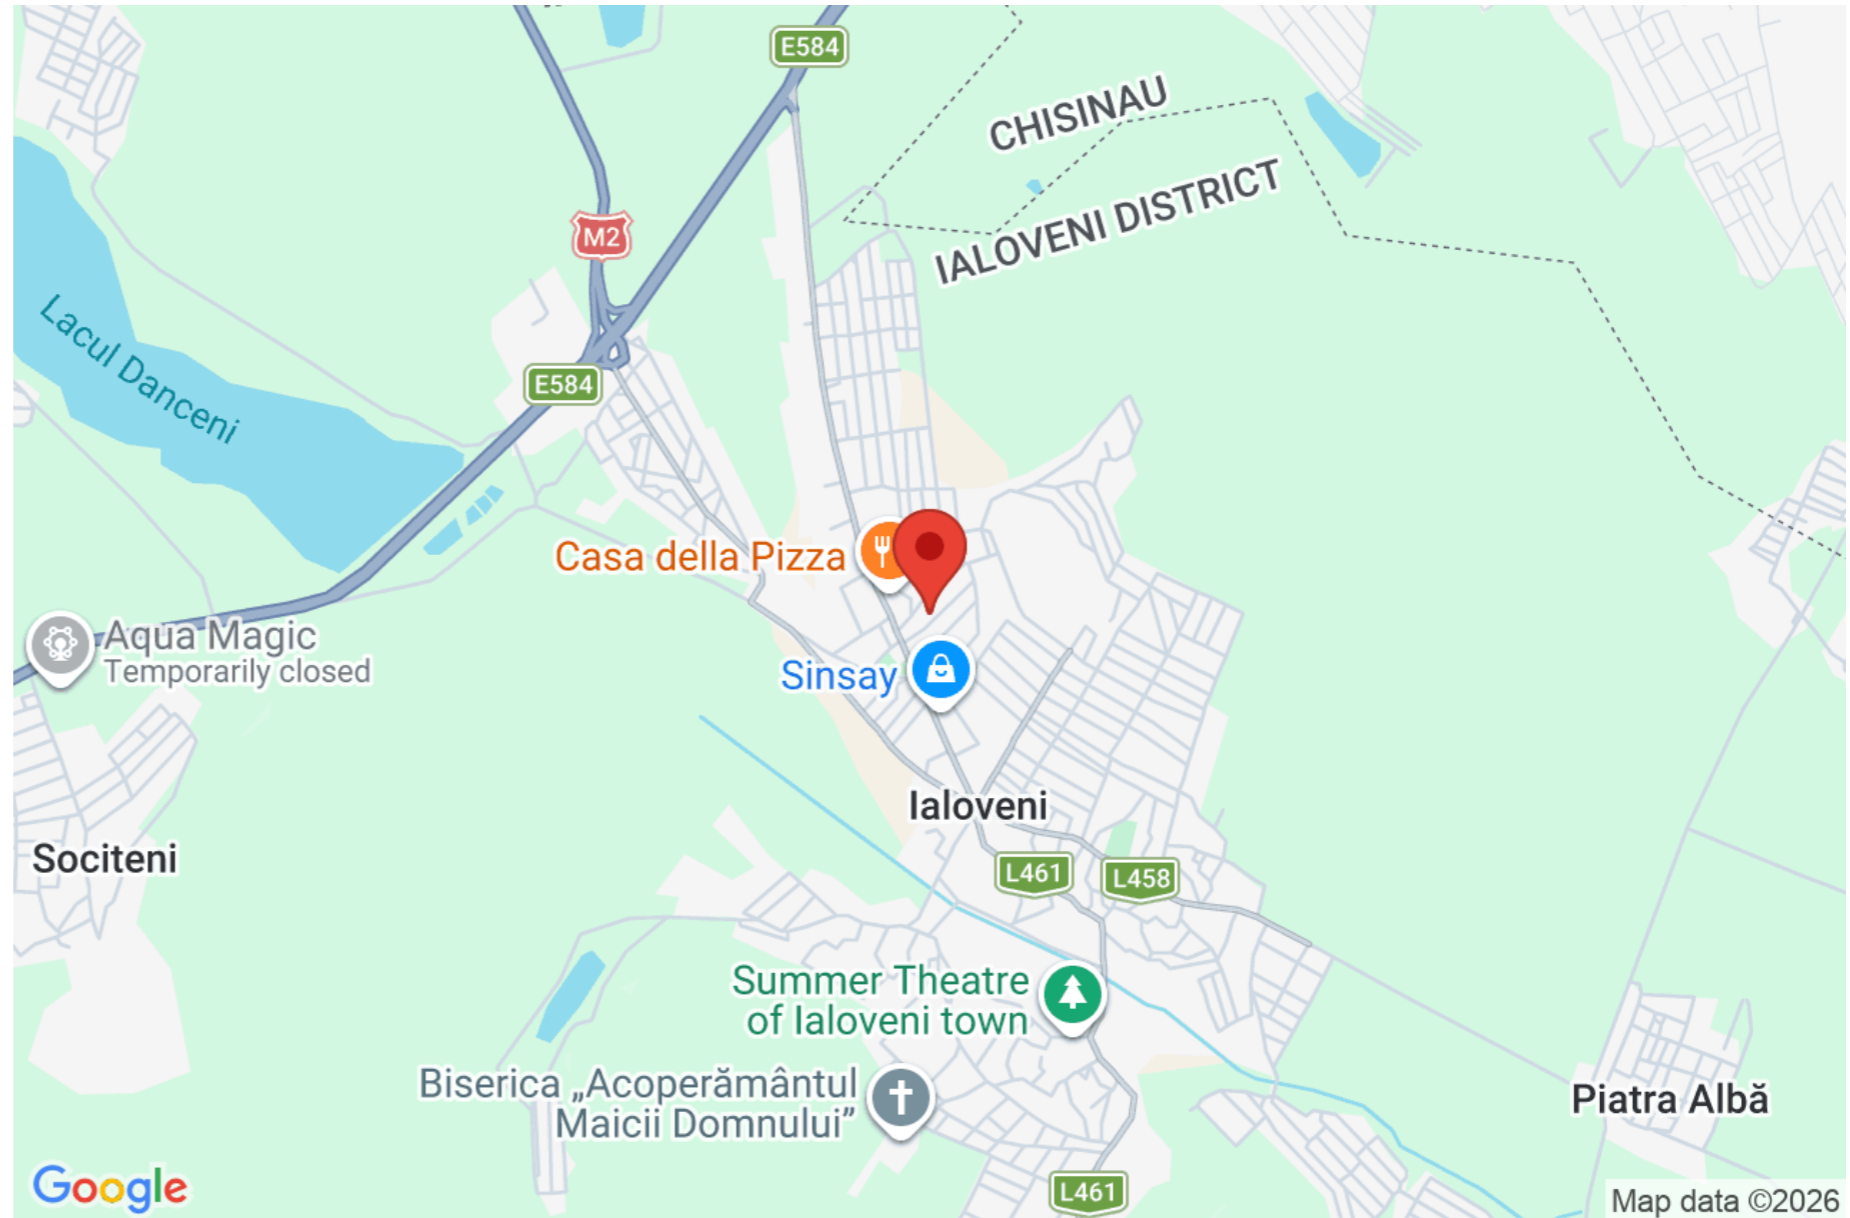 E584
CHISINAU
IALOVENI DISTRICT
M2
Lacul Danceni
E584
Casa della Pizza
Aqua Magic
Temporarily closed
Sinsay
Ialoveni
Sociteni
L461
L458
Summer Theatre
of Ialoveni town
Biserica „Acoperământul
Maicii Domnului”
Piatra Albă
L461
Google
Map data ©2026